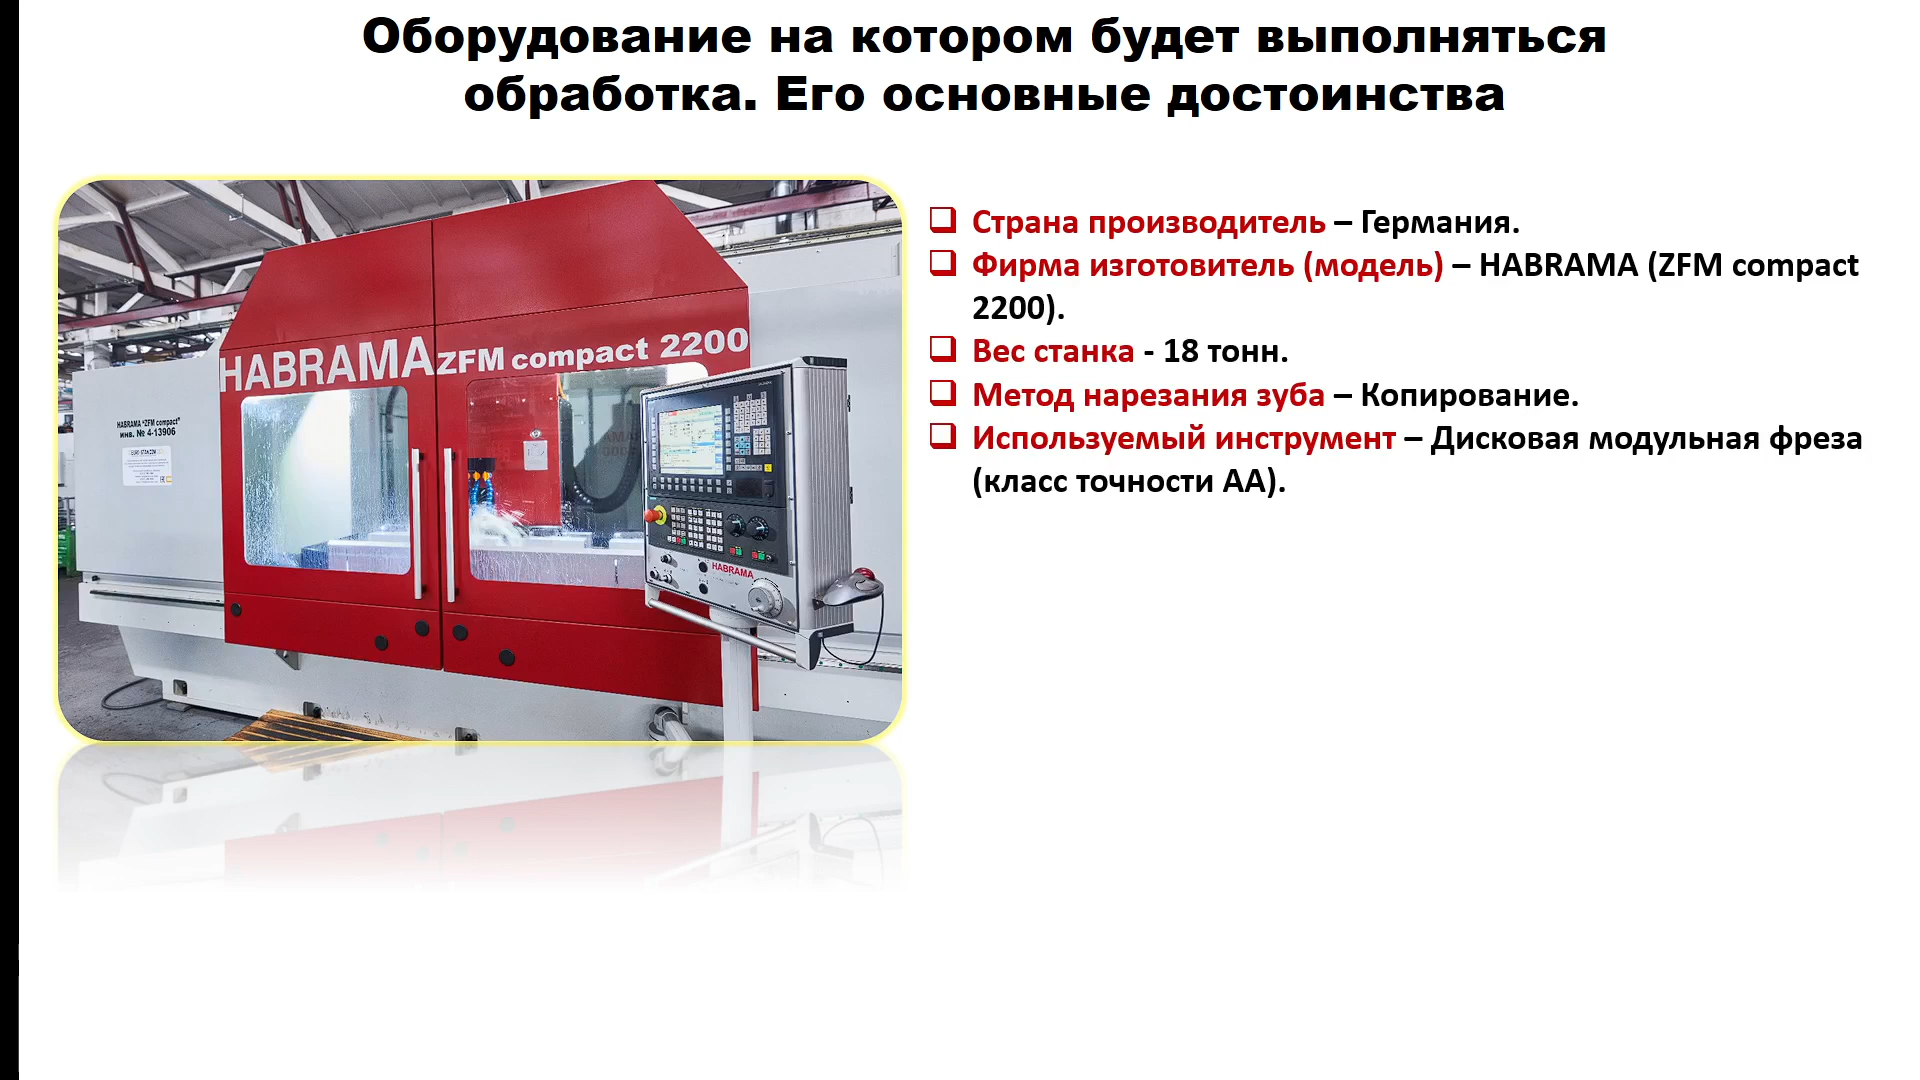 Оборудование на котором будет выполняться
обработка. Его основные достоинства
HABRAMA ZFM compact 2200
HABRAMA "ZFM compact"
инв. № 4-13906
HABRAMA
Страна производитель – Германия.
Фирма изготовитель (модель) – HABRAMA (ZFM compact
2200).
Вес станка - 18 тонн.
Метод нарезания зуба – Копирование.
Используемый инструмент – Дисковая модульная фреза
(класс точности АА).